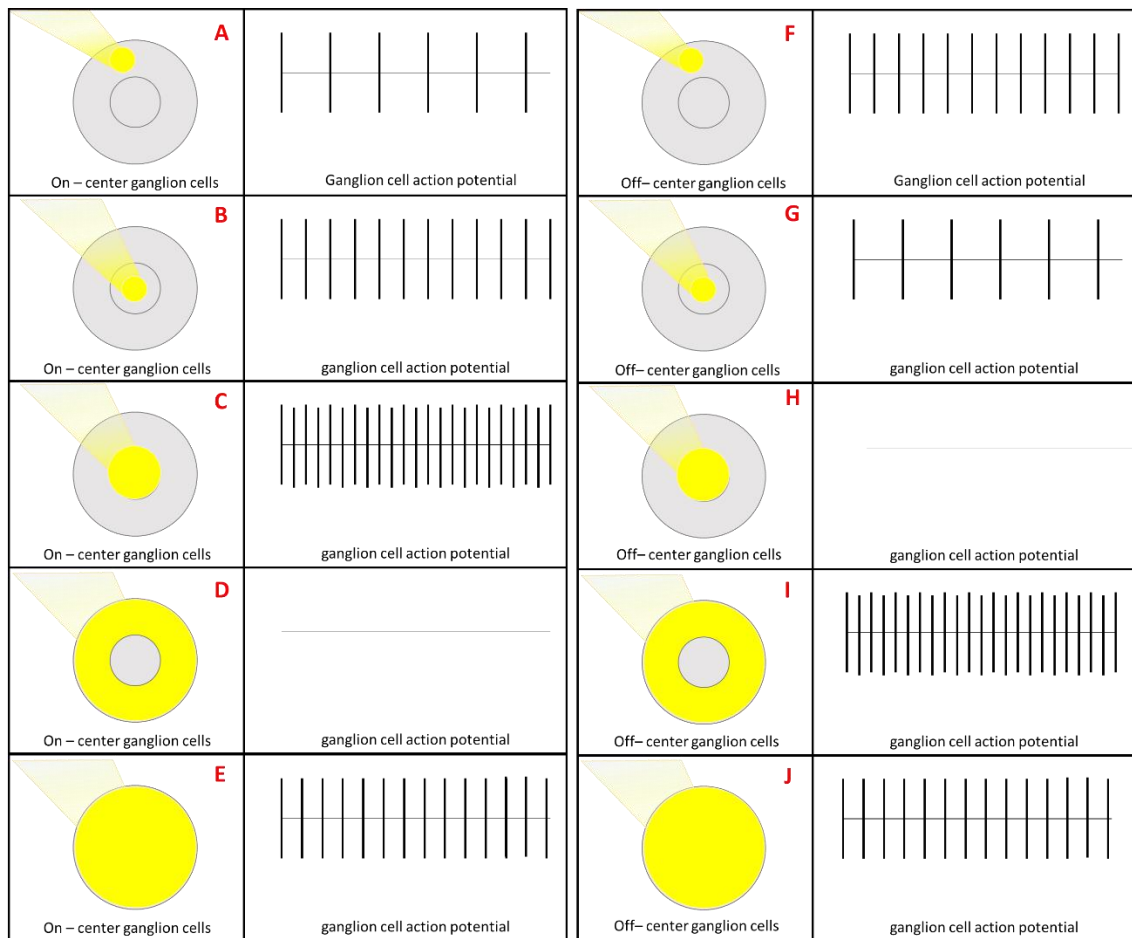 A
On – center ganglion cells
Ganglion cell action potential
B
On – center ganglion cells
ganglion cell action potential
C
On – center ganglion cells
ganglion cell action potential
D
On – center ganglion cells
ganglion cell action potential
E
On – center ganglion cells
ganglion cell action potential
F
Off– center ganglion cells
Ganglion cell action potential
G
Off– center ganglion cells
ganglion cell action potential
H
Off– center ganglion cells
ganglion cell action potential
I
Off– center ganglion cells
ganglion cell action potential
J
Off– center ganglion cells
ganglion cell action potential